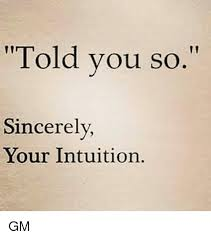 "Told you so."
Sincerely,
Your Intuition.
GM